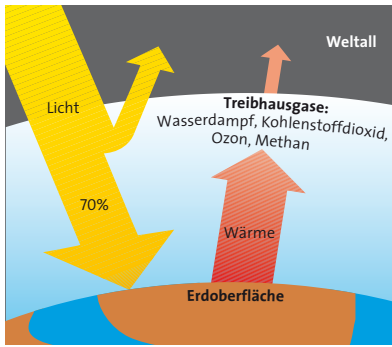 Weltall
Licht
Treibhausgase:
Wasserdampf, Kohlenstoffdioxid,
Ozon, Methan
70%
Wärme
Erdoberfläche